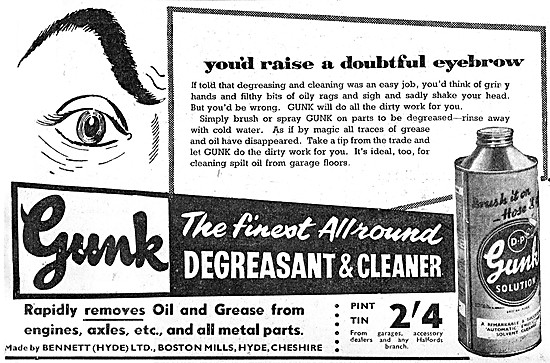 you'd raise a doubtful eyebrow
If told that degreasing and cleaning was an easy job, you'd think of grimy
hands and filthy bits of oily rags and sigh and sadly shake your head.
But you'd be wrong. GUNK will do all the dirty work for you.
Simply brush or spray GUNK on parts to be degreased—rinse away
with cold water. As if by magic all traces of grease
and oil have disappeared. Take a tip from the trade and
let GUNK do the dirty work for you. It's ideal, too, for
cleaning spilt oil from garage floors.
Gunk
The finest Allround
DEGREASANT & CLEANER
Rapidly removes Oil and Grease from
engines, axles, etc., and all metal parts.
Made by BENNETT (HYDE) LTD., BOSTON MILLS, HYDE, CHESHIRE
PINT
TIN
2'4
From garages, accessory
dealers and any Halfords
branch.
Brush it on
Hose
D.P.
Gunk
SOLUTION
A REMARKABLE &
AUTOMATIC
SOLVENT